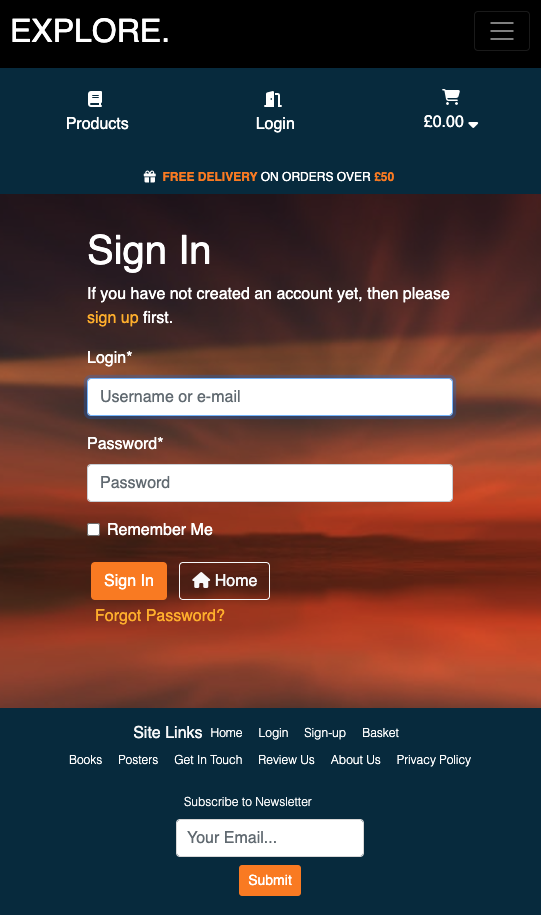 EXPLORE.
Products
Login
£0.00
FREE DELIVERY ON ORDERS OVER £50
Sign In
If you have not created an account yet, then please
sign up first.
Login*
Username or e-mail
Password*
Password
Remember Me
Sign In
Home
Forgot Password?
Site Links Home Login Sign-up Basket
Books Posters Get In Touch Review Us About Us Privacy Policy
Subscribe to Newsletter
Your Email...
Submit